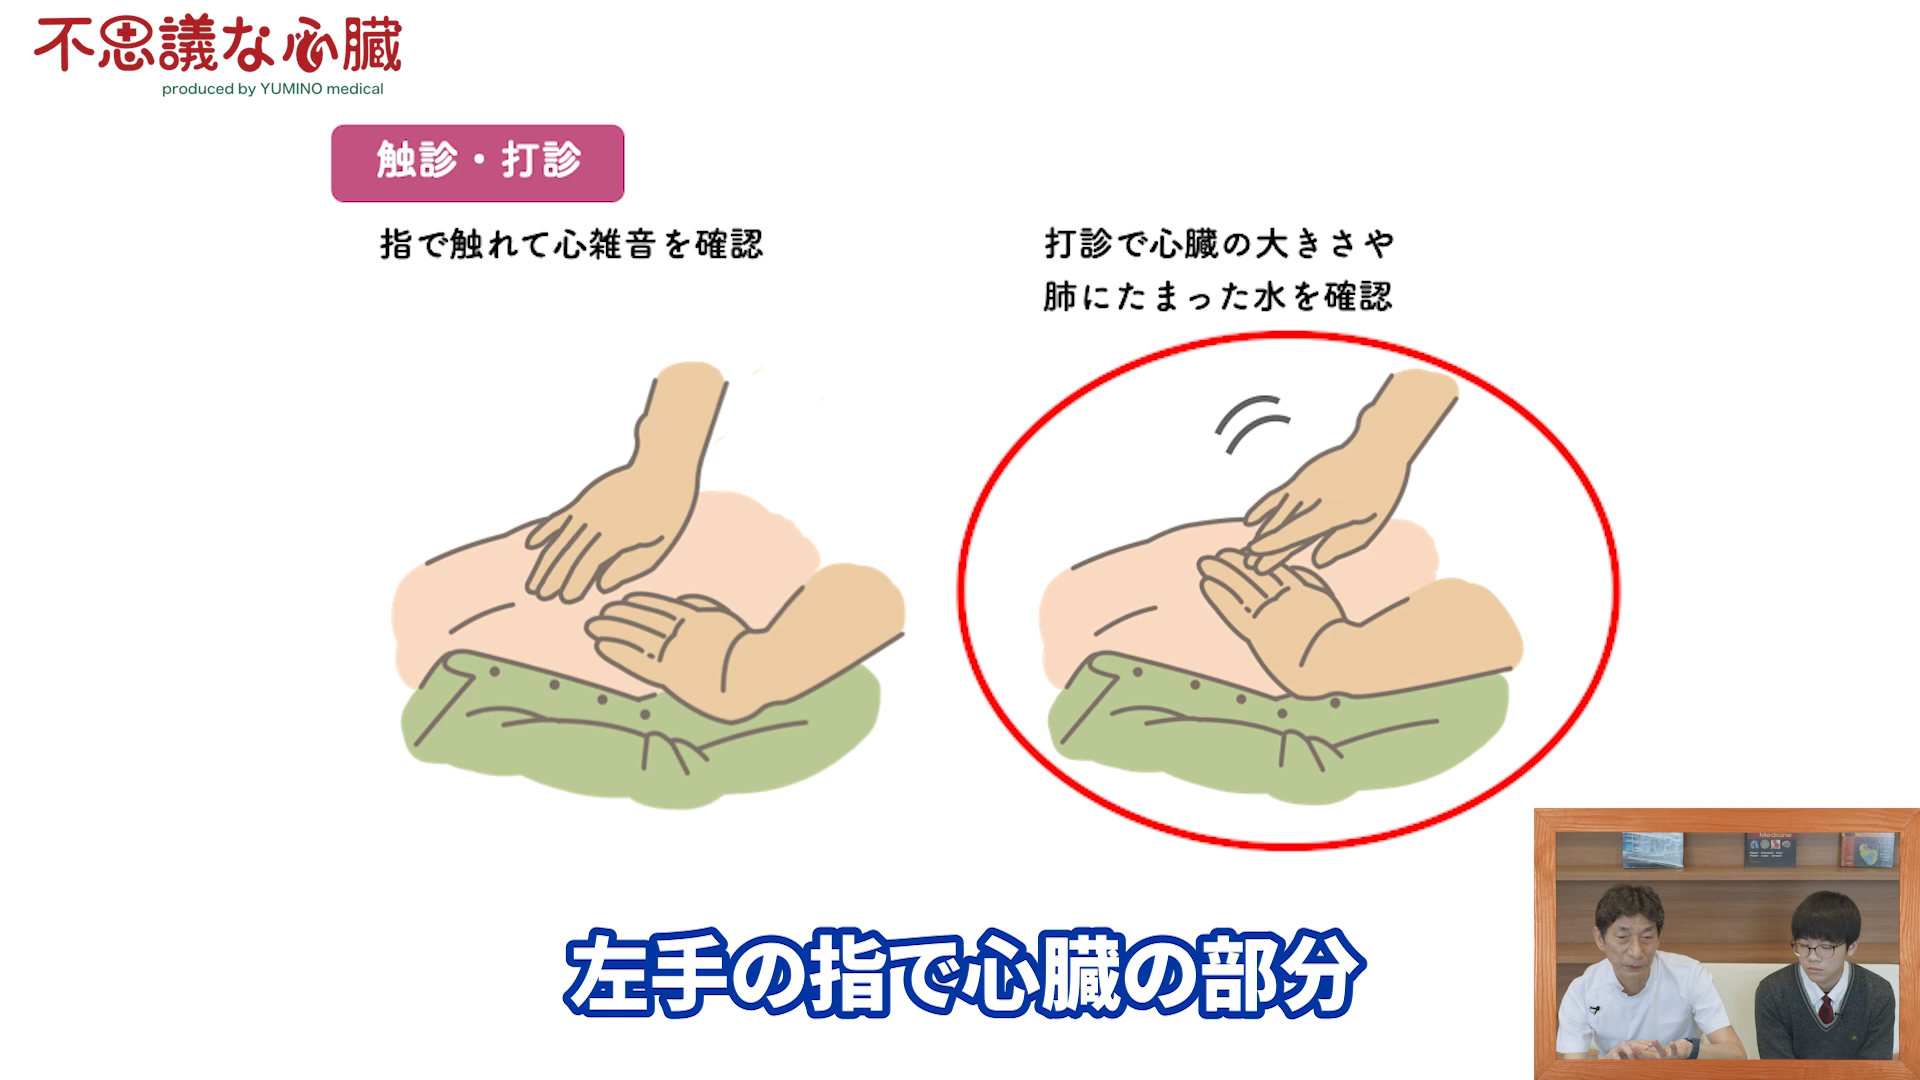 不思議な心臓
produced by YUMINO medical
触診・打診
指で触れて心雑音を確認
打診で心臓の大きさや
肺にたまった水を確認
Medicine
左手の指で心臓の部分